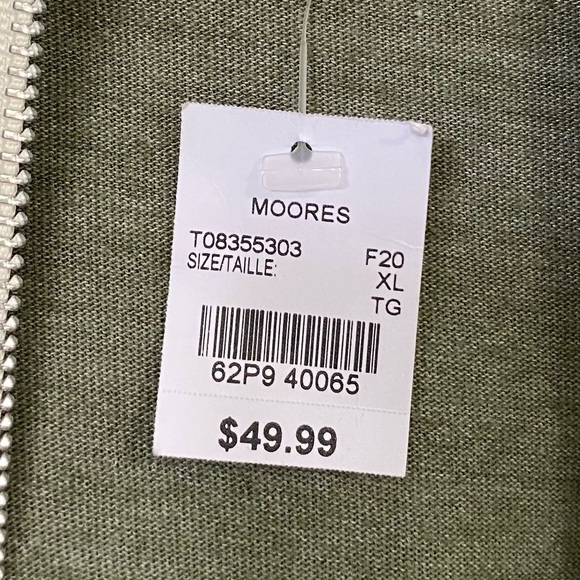 MOORES
T08355303 F20
SIZE/TAILLE: XL
TG
62P9 40065
$49.99